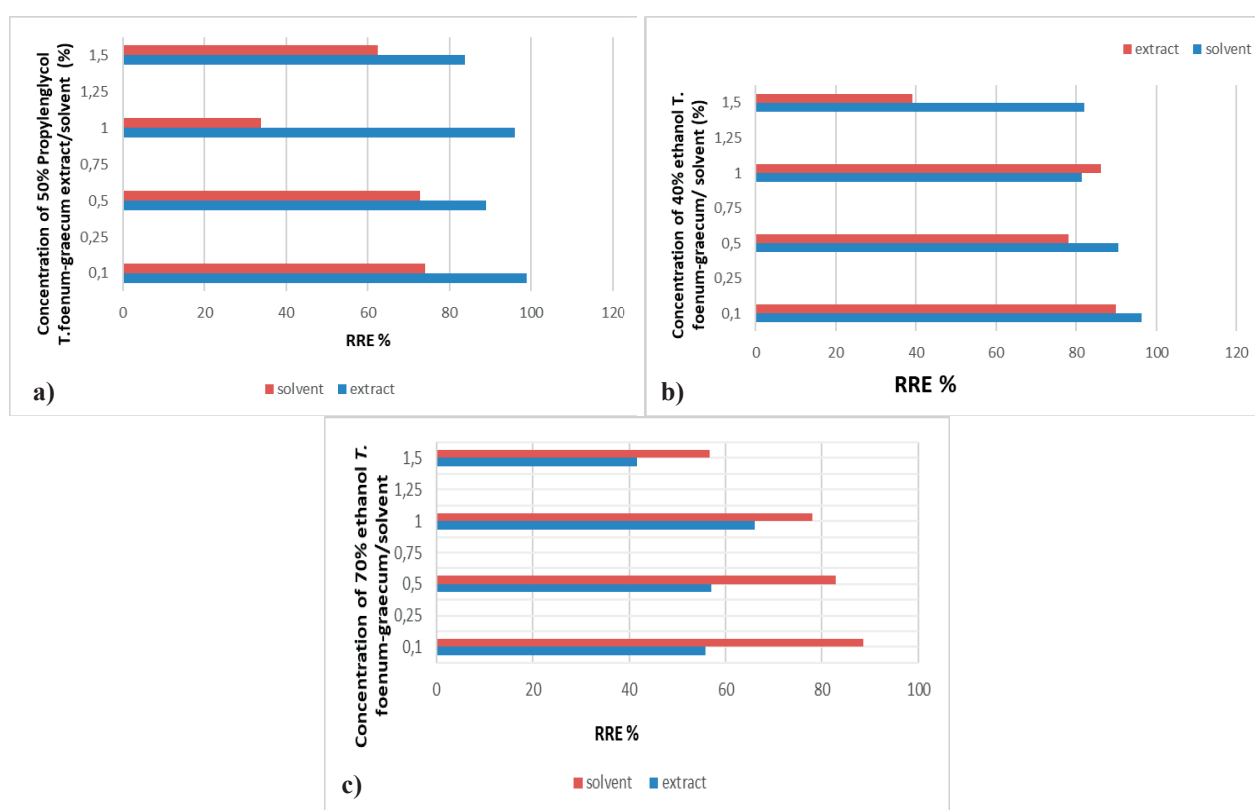 Concentration of 50% Propylenglycol
T.foenum-graecum extract/solvent (%)
1,5
1,25
1
0,75
0,5
0,25
0,1
0 20 40 60 80 100 120
RRE %
solvent extract
a)
extract solvent
Concentration of 40% ethanol T.
foenum-graecum/ solvent (%)
1,5
1,25
1
0,75
0,5
0,25
0,1
0 20 40 60 80 100 120
RRE %
b)
Concentration of 70% ethanol T.
foenum-graecum/solvent
1,5
1,25
1
0,75
0,5
0,25
0,1
0 20 40 60 80 100
RRE %
solvent extract
c)